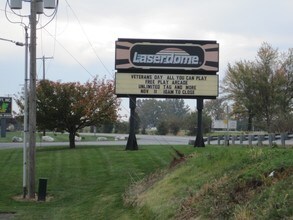 Laserdome
VETERANS DAY ALL YOU CAN PLAY
FREE PLAY ARCADE
UNLIMITED TAG AND MORE
NOV 11 10AM TO CLOSE